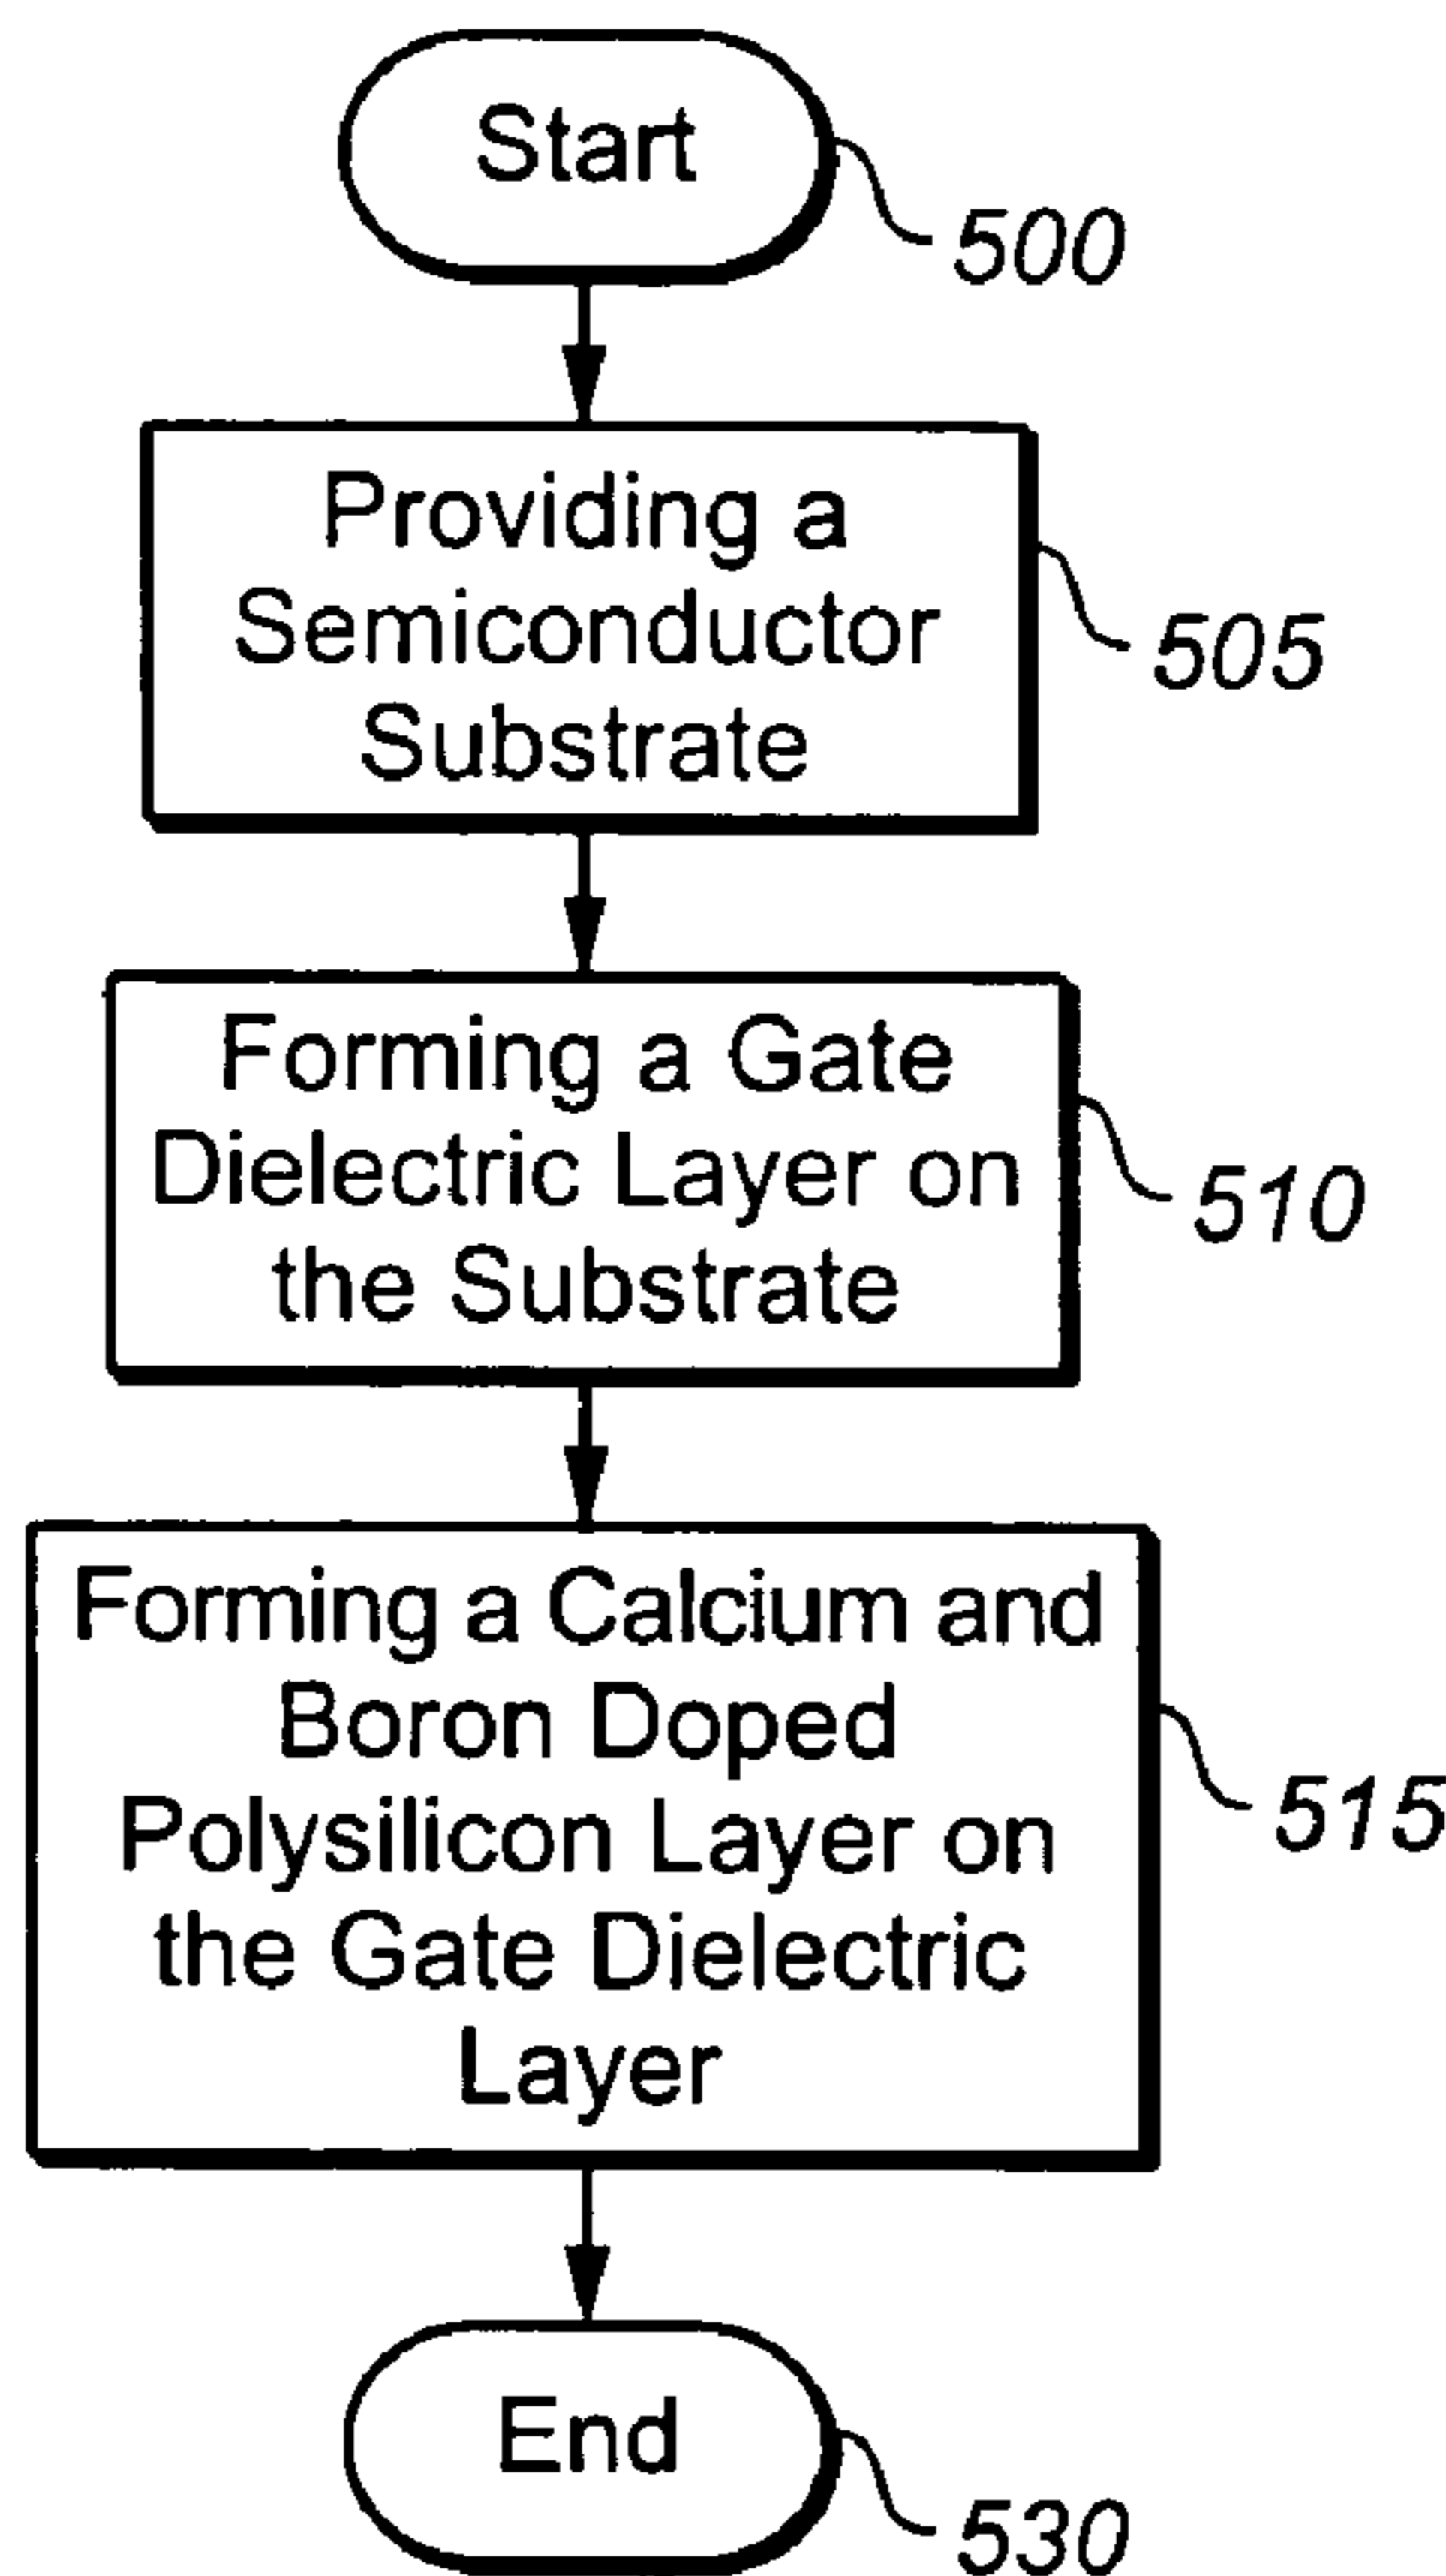 Start
500
Providing a
Semiconductor
Substrate
505
Forming a Gate
Dielectric Layer on
the Substrate
510
Forming a Calcium and
Boron Doped
Polysilicon Layer on
the Gate Dielectric
Layer
515
End
530